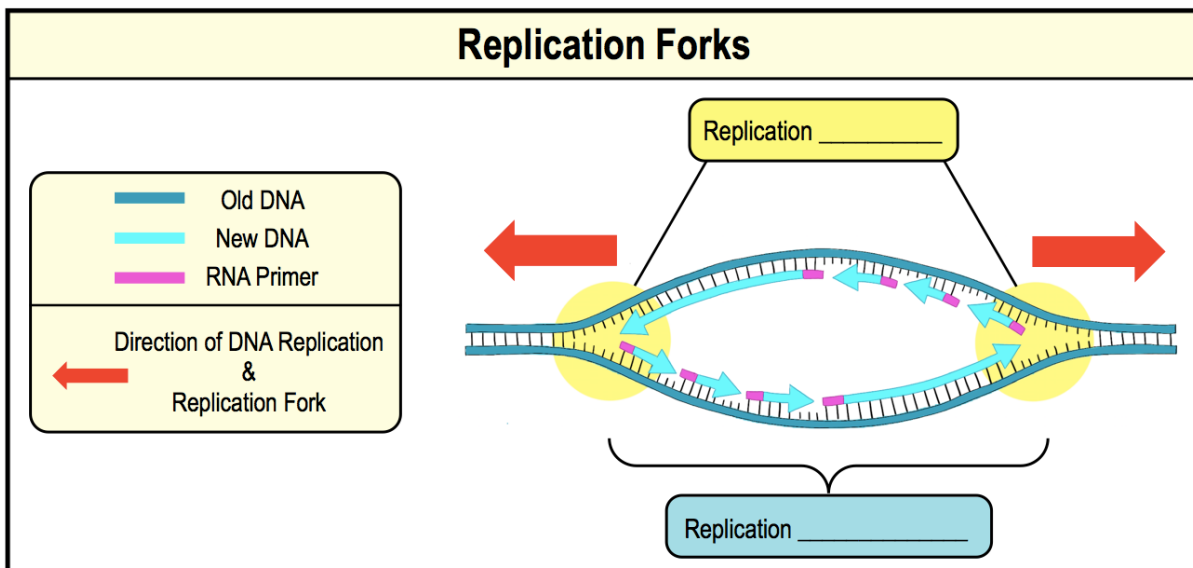 Replication Forks
Replication __________
Old DNA
New DNA
RNA Primer
Direction of DNA Replication
&
Replication Fork
Replication ______________